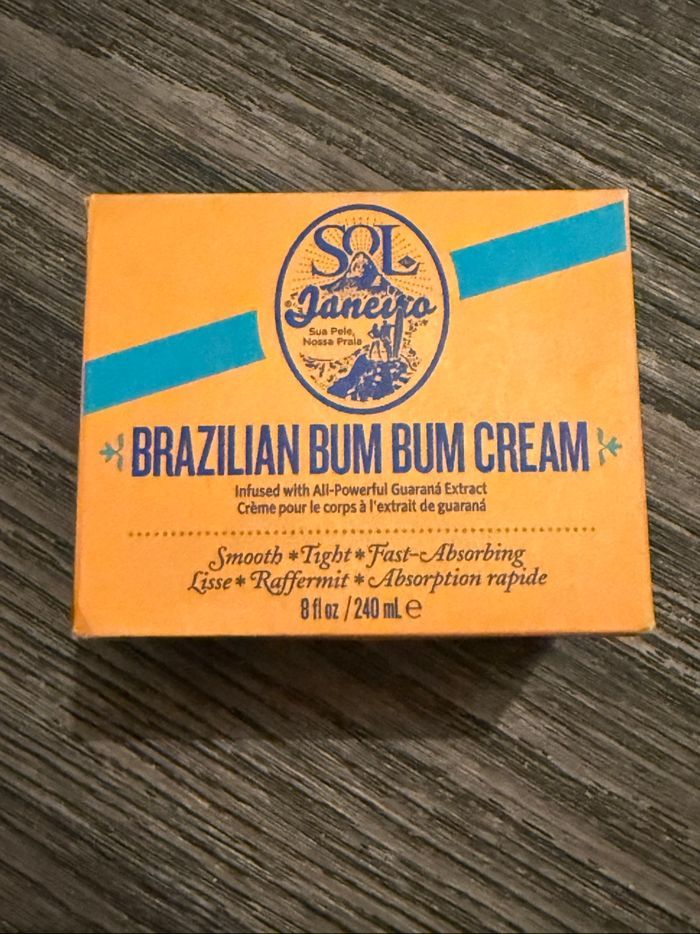 SOL
de
Janeiro
Sua Pele,
Nossa Praia
BRAZILIAN BUM BUM CREAM
Infused with All-Powerful Guaraná Extract
Crème pour le corps à l'extrait de guaraná
Smooth * Tight * Fast-Absorbing
Lisse * Raffermit * Absorption rapide
8 fl oz / 240 mL e